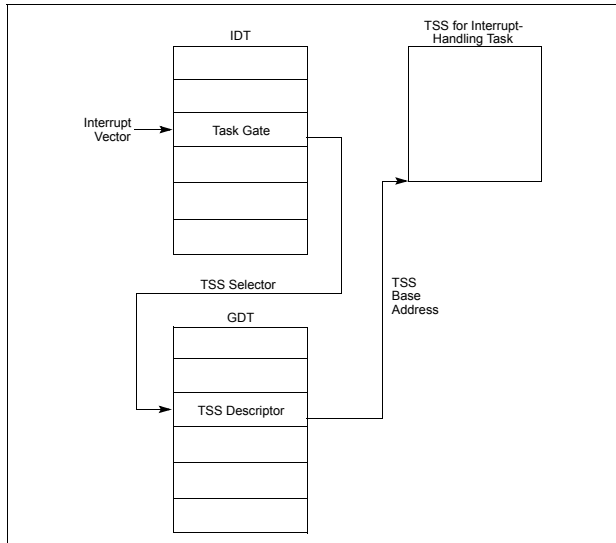 IDT
TSS for Interrupt-
Handling Task
Interrupt
Vector
Task Gate
TSS Selector
TSS
Base
Address
GDT
TSS Descriptor